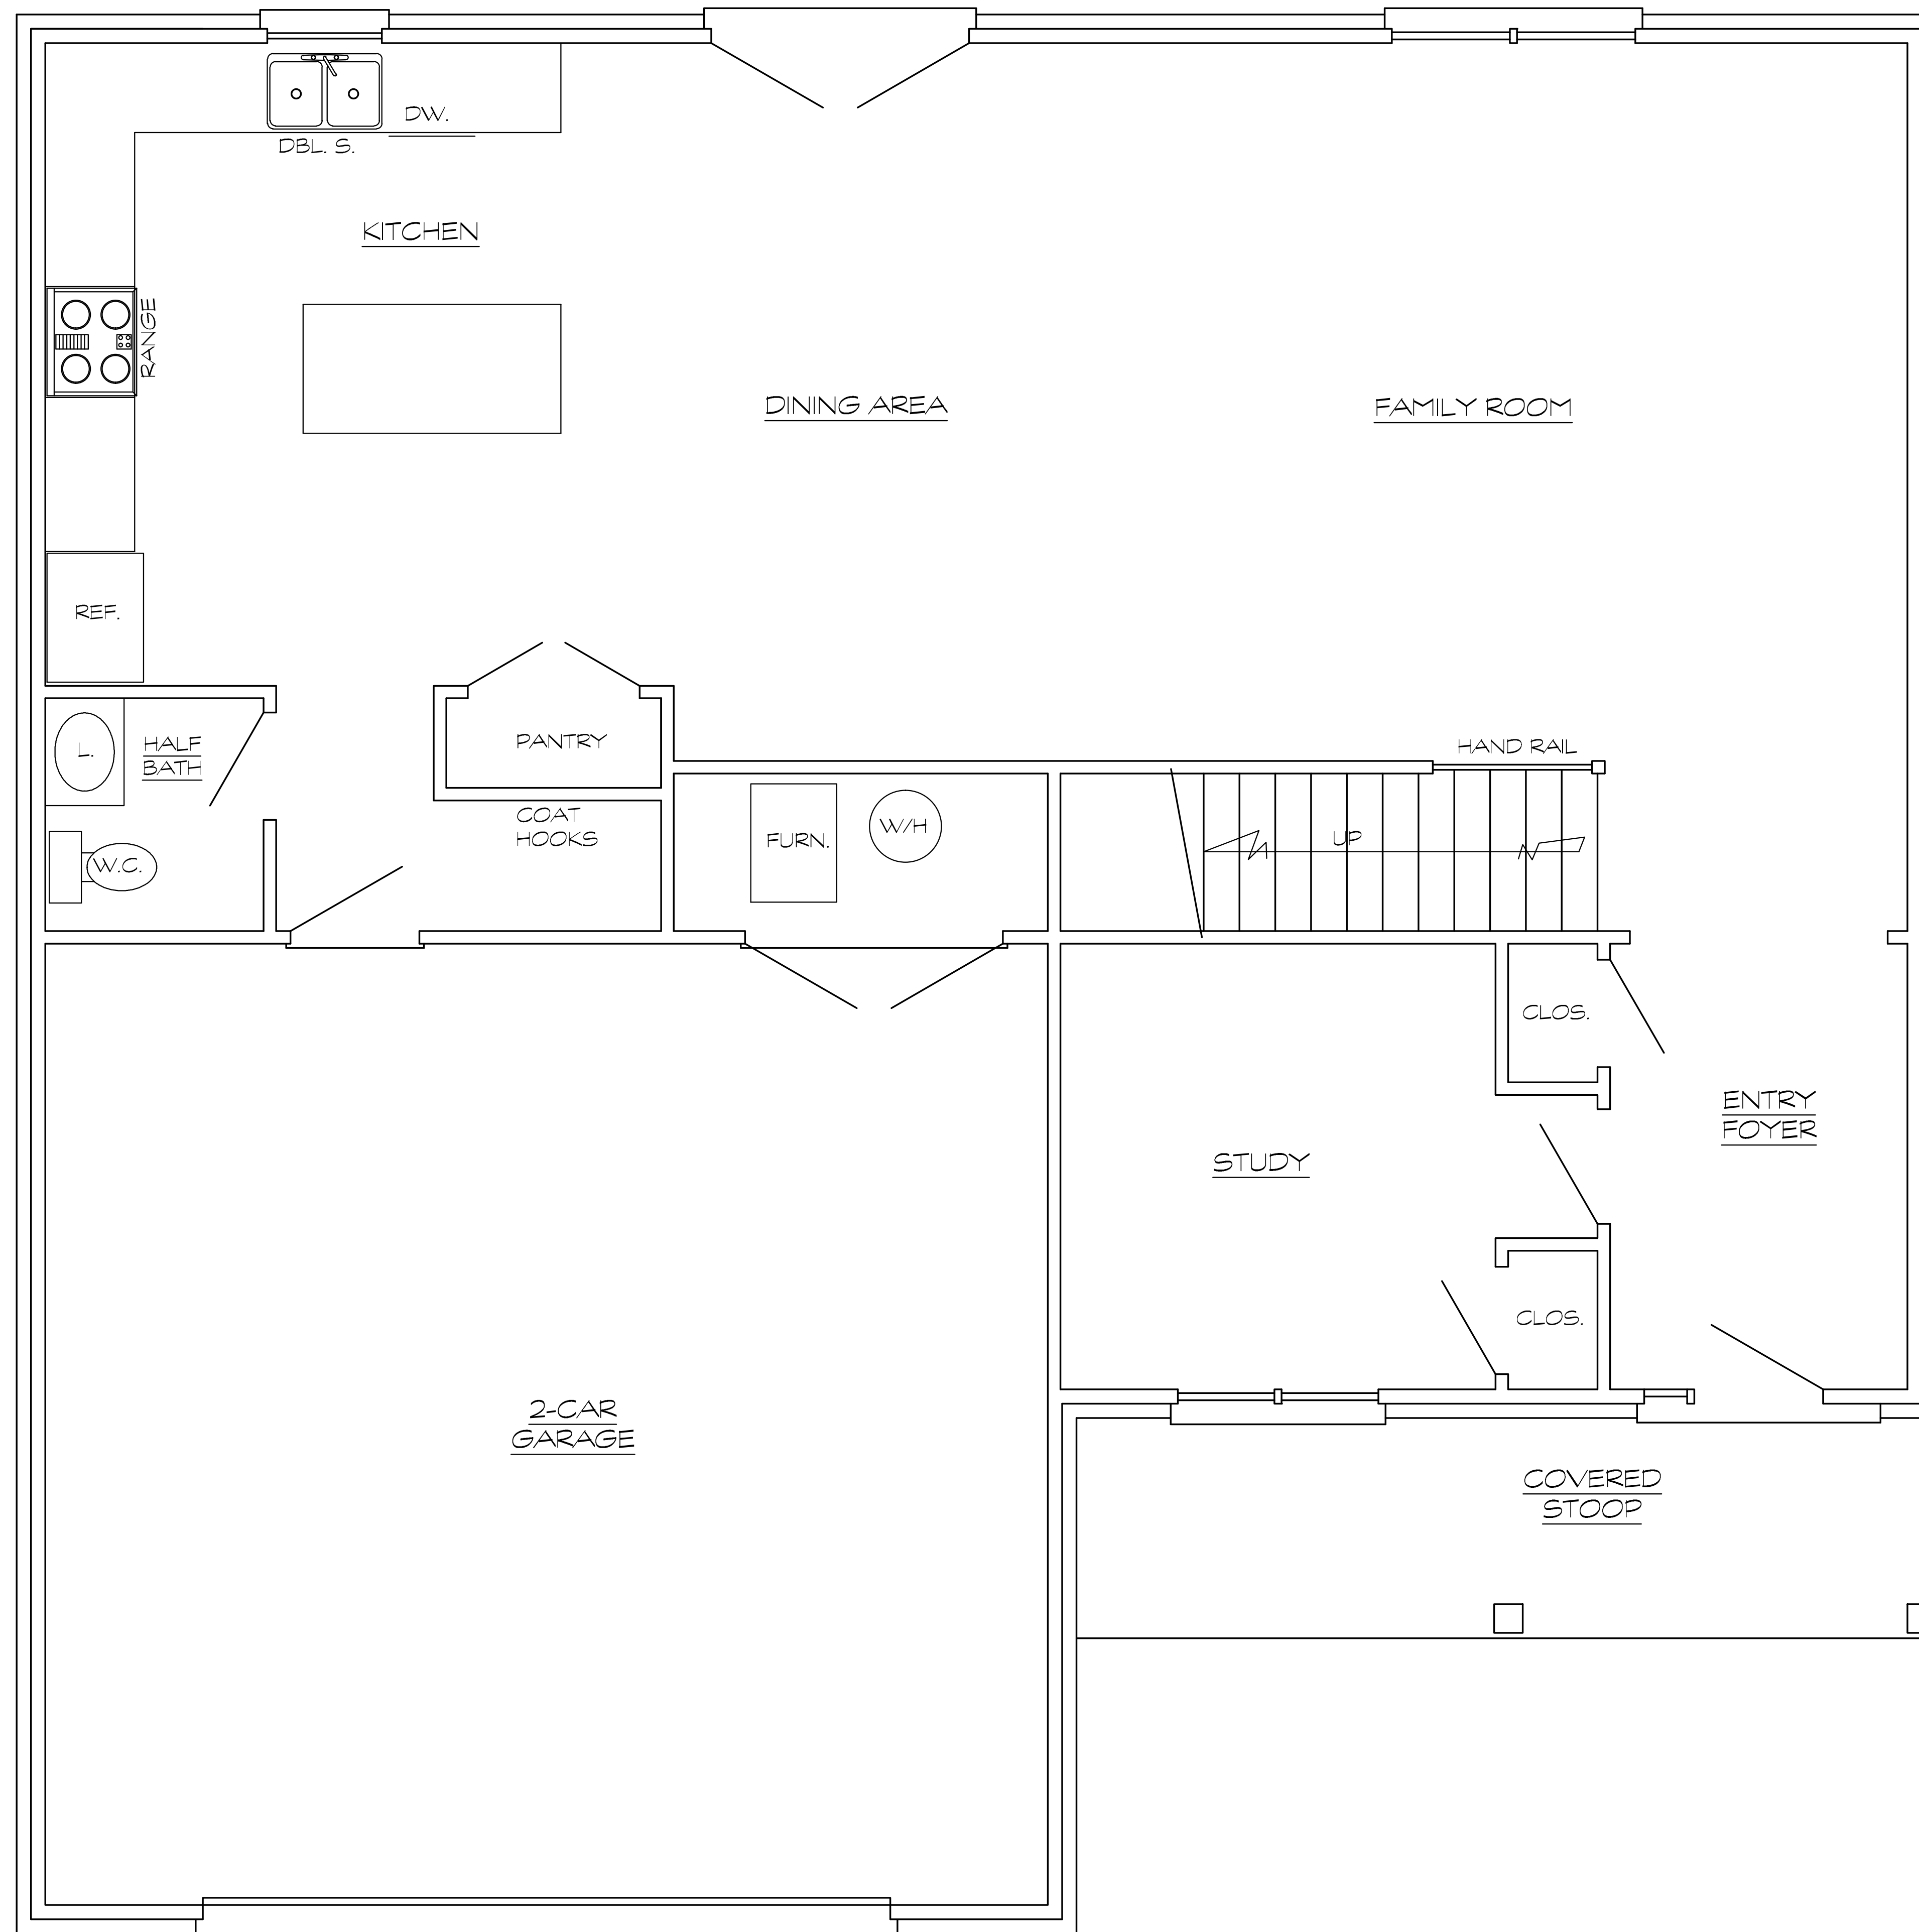 DW.
DBL. S.
KITCHEN
RANGE
DINING AREA
FAMILY ROOM
REF.
PANTRY
HAND RAIL
L.
HALF
BATH
COAT
HOOKS
FURN.
W/H
UP
W.C.
CLOS.
ENTRY
FOYER
STUDY
CLOS.
2-CAR
GARAGE
COVERED
STOOP